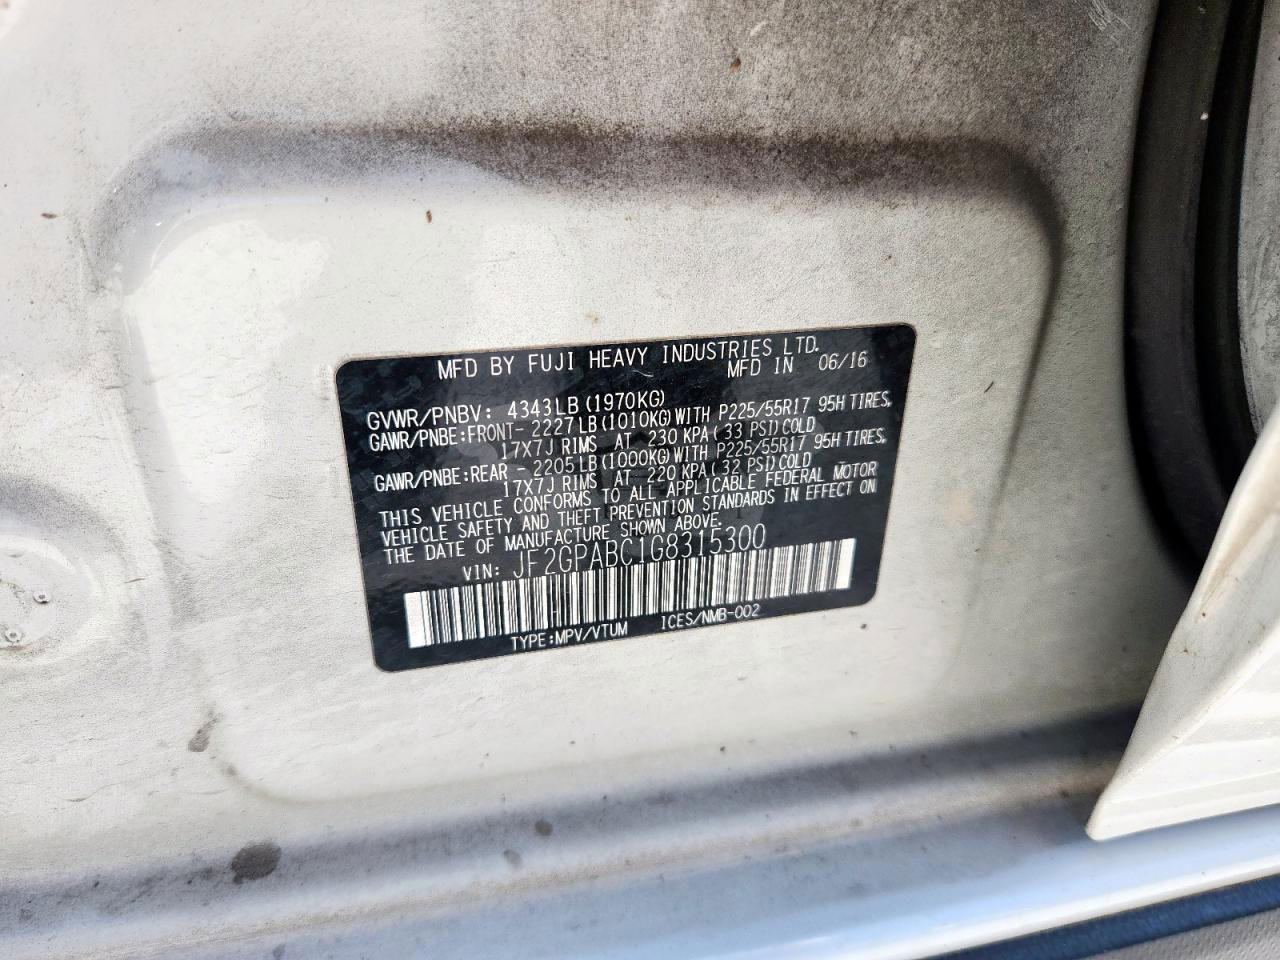 MFD BY FUJI HEAVY INDUSTRIES LTD.
MFD IN 06/16
GVWR/PNBV: 4343LB(1970KG)
GAWR/PNBE:FRONT- 2227LB(1010KG)WITH P225/55R17 95H TIRES,
17X7J RIMS AT 230 KPA(33 PSI)COLD
GAWR/PNBE:REAR - 2205LB(1000KG)WITH P225/55R17 95H TIRES,
17X7J RIMS AT 220 KPA(32 PSI)COLD
THIS VEHICLE CONFORMS TO ALL APPLICABLE FEDERAL MOTOR
VEHICLE SAFETY AND THEFT PREVENTION STANDARDS IN EFFECT ON
THE DATE OF MANUFACTURE SHOWN ABOVE.
VIN: JF2GPABC1G8315300
TYPE:MPV/VTUM ICES/NMB-002